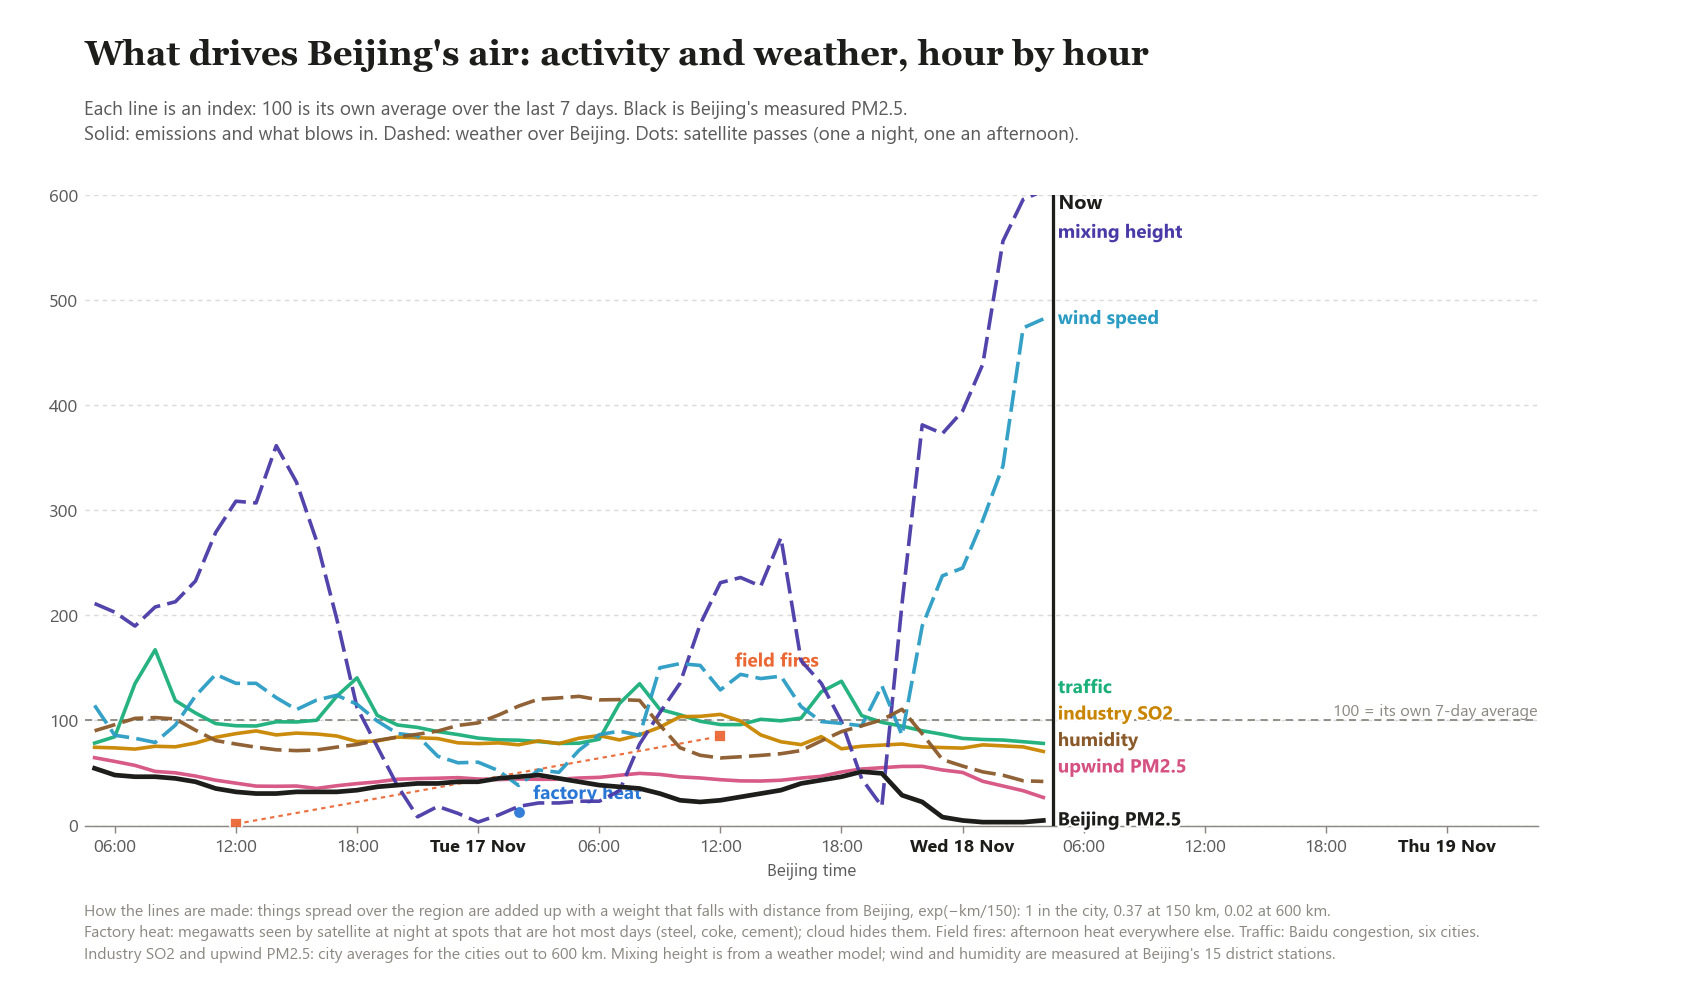 What drives Beijing's air: activity and weather, hour by hour
Each line is an index: 100 is its own average over the last 7 days. Black is Beijing's measured PM2.5.
Solid: emissions and what blows in. Dashed: weather over Beijing. Dots: satellite passes (one a night, one an afternoon).
600
Now
mixing height
500
wind speed
400
300
200
field fires
traffic
100
industry SO2
100 = its own 7-day average
humidity
upwind PM2.5
factory heat
Beijing PM2.5
0
06:00 12:00 18:00 Tue 17 Nov 06:00 12:00 18:00 Wed 18 Nov 06:00 12:00 18:00 Thu 19 Nov
Beijing time
How the lines are made: things spread over the region are added up with a weight that falls with distance from Beijing, exp(−km/150): 1 in the city, 0.37 at 150 km, 0.02 at 600 km.
Factory heat: megawatts seen by satellite at night at spots that are hot most days (steel, coke, cement); cloud hides them. Field fires: afternoon heat everywhere else. Traffic: Baidu congestion, six cities.
Industry SO2 and upwind PM2.5: city averages for the cities out to 600 km. Mixing height is from a weather model; wind and humidity are measured at Beijing's 15 district stations.